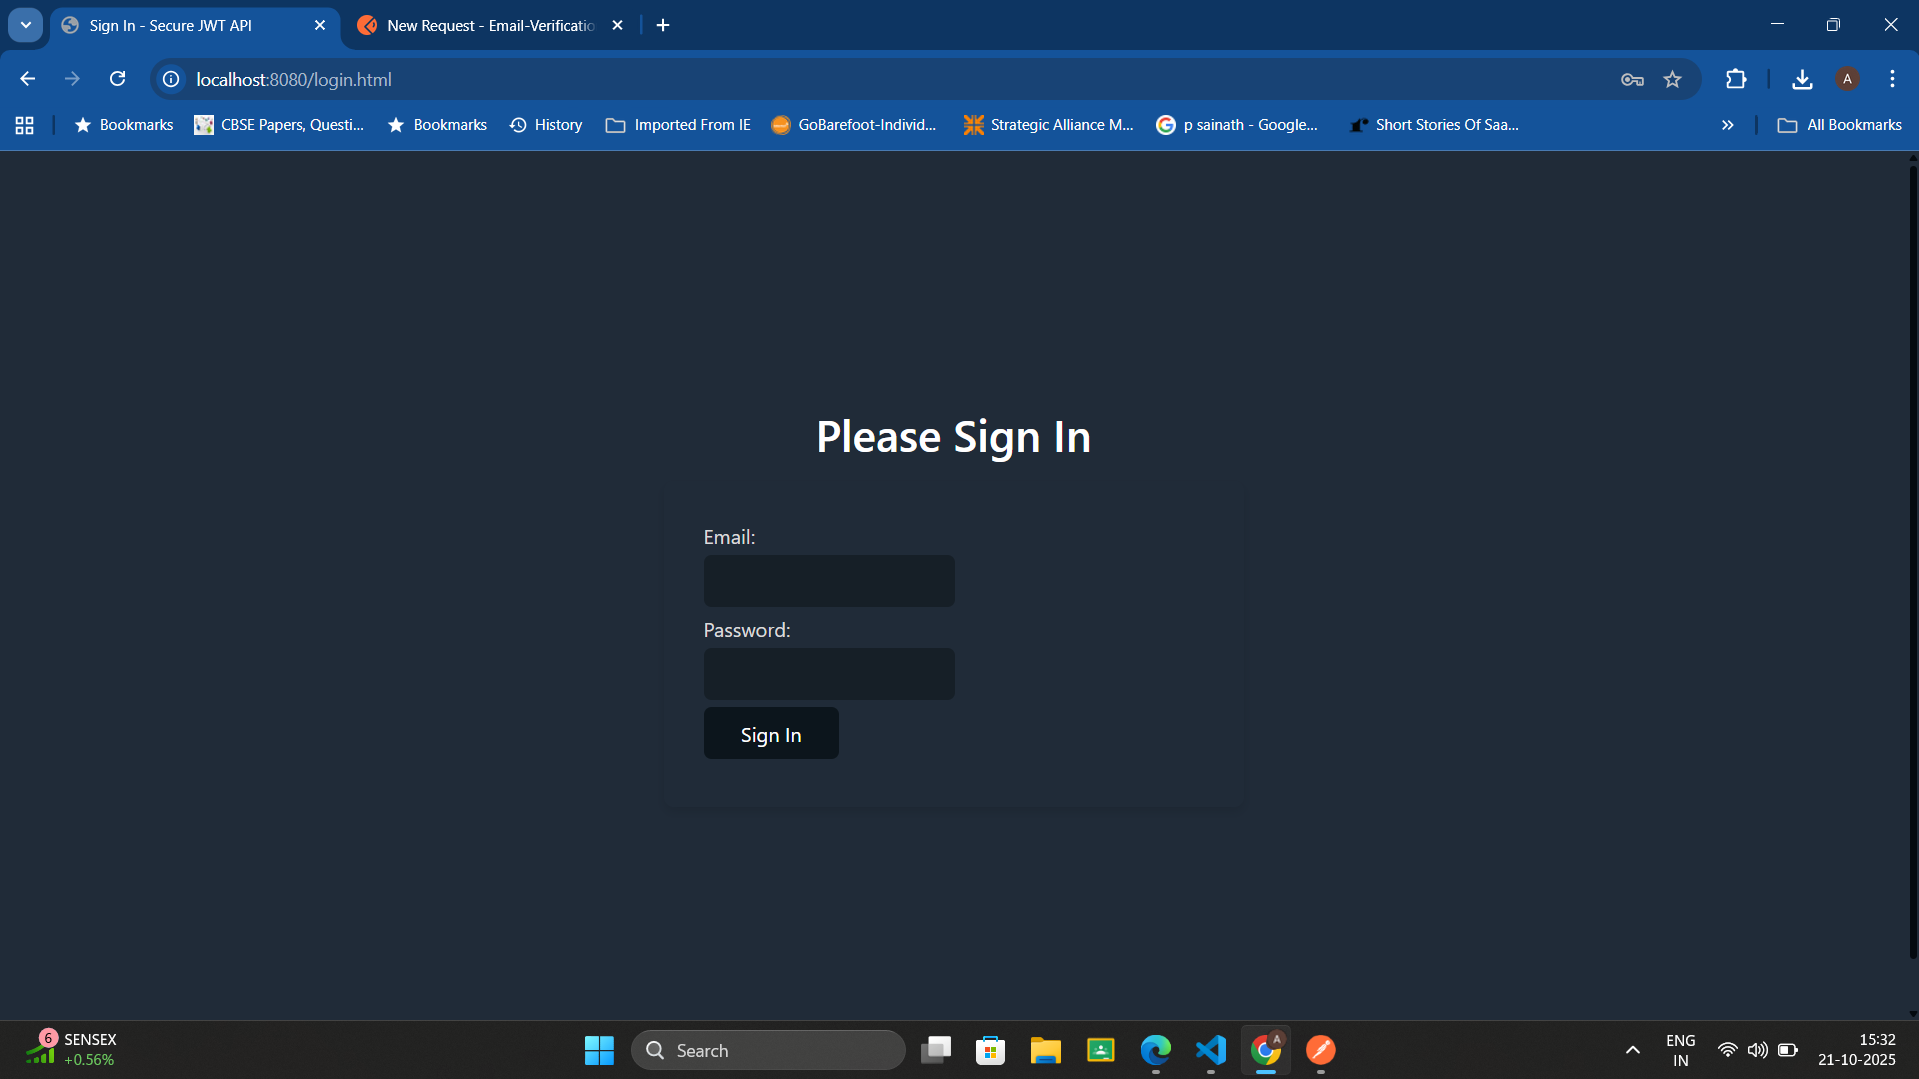 Sign In - Secure JWT API
New Request - Email-Verificatio
localhost:8080/login.html
A
Bookmarks
CBSE Papers, Questi...
Bookmarks
History
Imported From IE
GoBarefoot-Individ...
Strategic Alliance M...
p sainath - Google...
Short Stories Of Saa...
All Bookmarks
Please Sign In
Email:
Password:
Sign In
6
SENSEX
+0.56%
Search
A
ENG
IN
15:32
21-10-2025